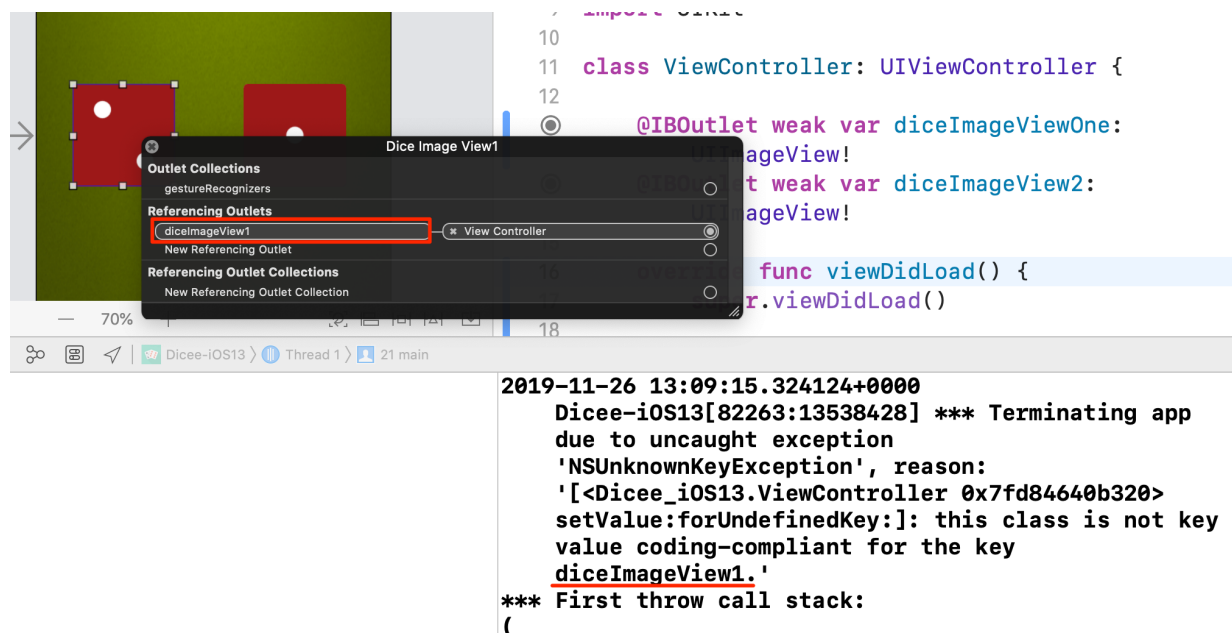 9 import UIKit
10
11 class ViewController: UIViewController {
12
@IBOutlet weak var diceImageViewOne:
UIImageView!
@IBOutlet weak var diceImageView2:
UIImageView!
16 override func viewDidLoad() {
super.viewDidLoad()
18
Dice Image View1
Outlet Collections
gestureRecognizers
Referencing Outlets
diceImageView1 View Controller
New Referencing Outlet
Referencing Outlet Collections
New Referencing Outlet Collection
70%
Dicee-iOS13 Thread 1 21 main
2019-11-26 13:09:15.324124+0000
Dicee-iOS13[82263:13538428] *** Terminating app
due to uncaught exception
'NSUnknownKeyException', reason:
'[<Dicee_iOS13.ViewController 0x7fd84640b320>
setValue:forUndefinedKey:]: this class is not key
value coding-compliant for the key
diceImageView1.'
*** First throw call stack:
(